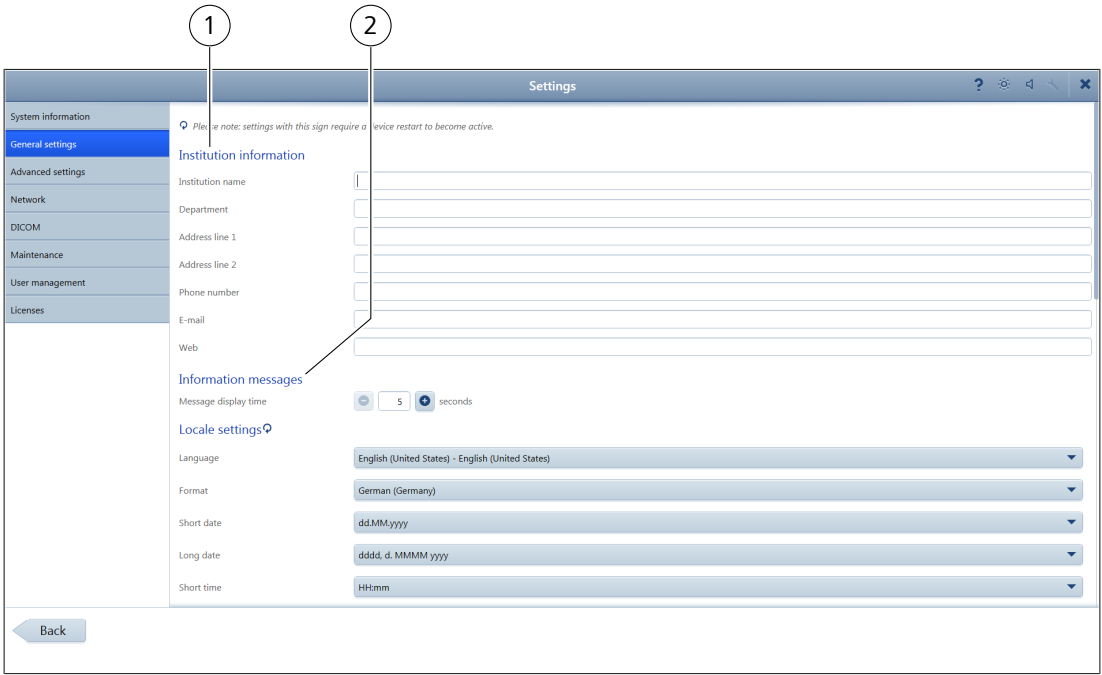 1 2
Settings ?
System information
General settings
Advanced settings
Network
DICOM
Maintenance
User management
Licenses
Please note: settings with this sign require a device restart to become active.
Institution information
Institution name
Department
Address line 1
Address line 2
Phone number
E-mail
Web
Information messages
Message display time 5 seconds
Locale settings
Language English (United States) - English (United States)
Format German (Germany)
Short date dd.MM.yyyy
Long date dddd, d. MMMM yyyy
Short time HH:mm
Back